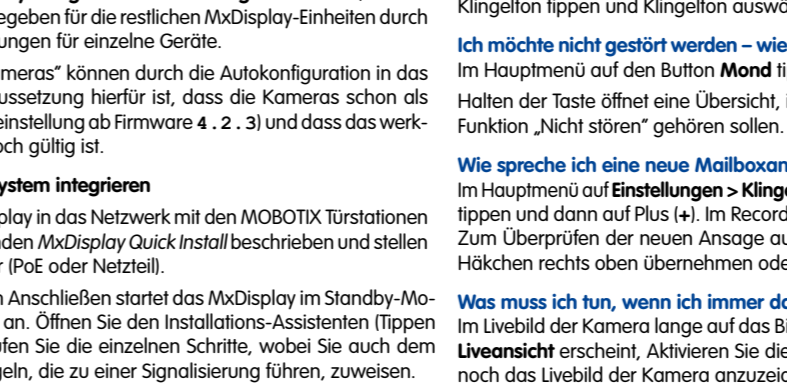 egeben für die restlichen MxDisplay-Einheiten durch
ungen für einzelne Geräte.
meras“ können durch die Autokonfiguration in das
ussetzung hierfür ist, dass die Kameras schon als
einstellung ab Firmware 4.2.3) und dass das werk-
och gültig ist.
ystem integrieren
play in das Netzwerk mit den MOBOTIX Türstationen
nden MxDisplay Quick Install beschrieben und stellen
r (PoE oder Netzteil).
n Anschließen startet das MxDisplay im Standby-Mo-
an. Öffnen Sie den Installations-Assistenten (Tippen
ufen Sie die einzelnen Schritte, wobei Sie auch dem
geln, die zu einer Signalisierung führen, zuweisen.
Klingelton tippen und Klingelton auswä
Ich möchte nicht gestört werden – wie
Im Hauptmenü auf den Button Mond ti
Halten der Taste öffnet eine Übersicht, i
Funktion „Nicht stören“ gehören sollen.
Wie spreche ich eine neue Mailboxan
Im Hauptmenü auf Einstellungen > Klinge
tippen und dann auf Plus (+). Im Record
Zum Überprüfen der neuen Ansage au
Häkchen rechts oben übernehmen ode
Was muss ich tun, wenn ich immer da
Im Livebild der Kamera lange auf das Bi
Liveansicht erscheint, Aktivieren Sie die
noch das Livebild der Kamera anzuzeic